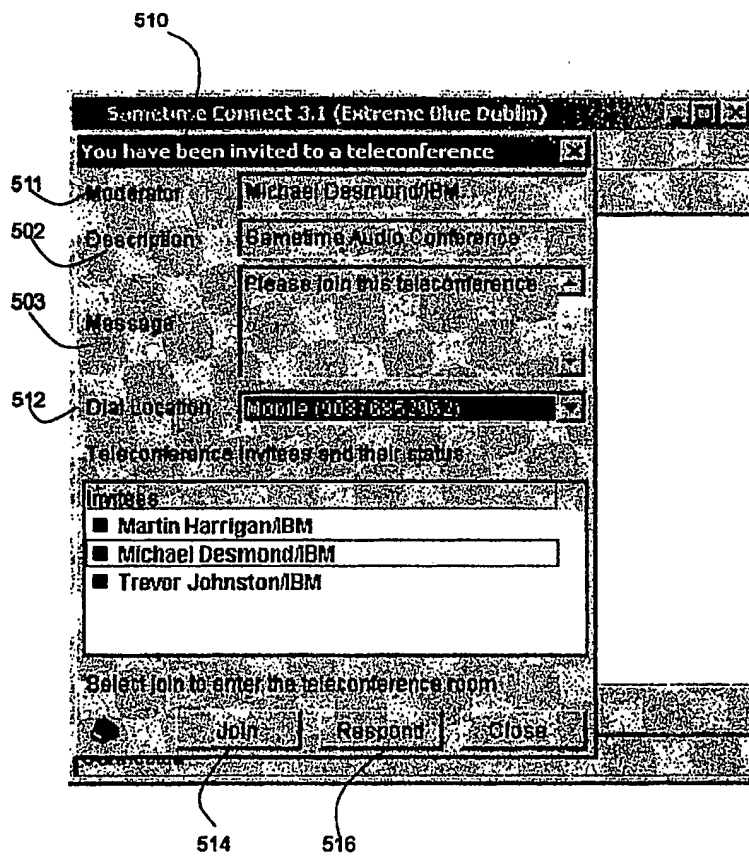 510
Sametime Connect 3.1 (Extreme Blue Dublin)
You have been invited to a teleconference
511 Moderator Michael Desmond/IBM
502 Description Sametime Audio Conference
503 Message Please join this teleconference
512 Dial Location Mobile
Teleconference invitees and their status
Invitees
Martin Harrigan/IBM
Michael Desmond/IBM
Trevor Johnston/IBM
Select join to enter the teleconference room
Join Respond Close
514 516